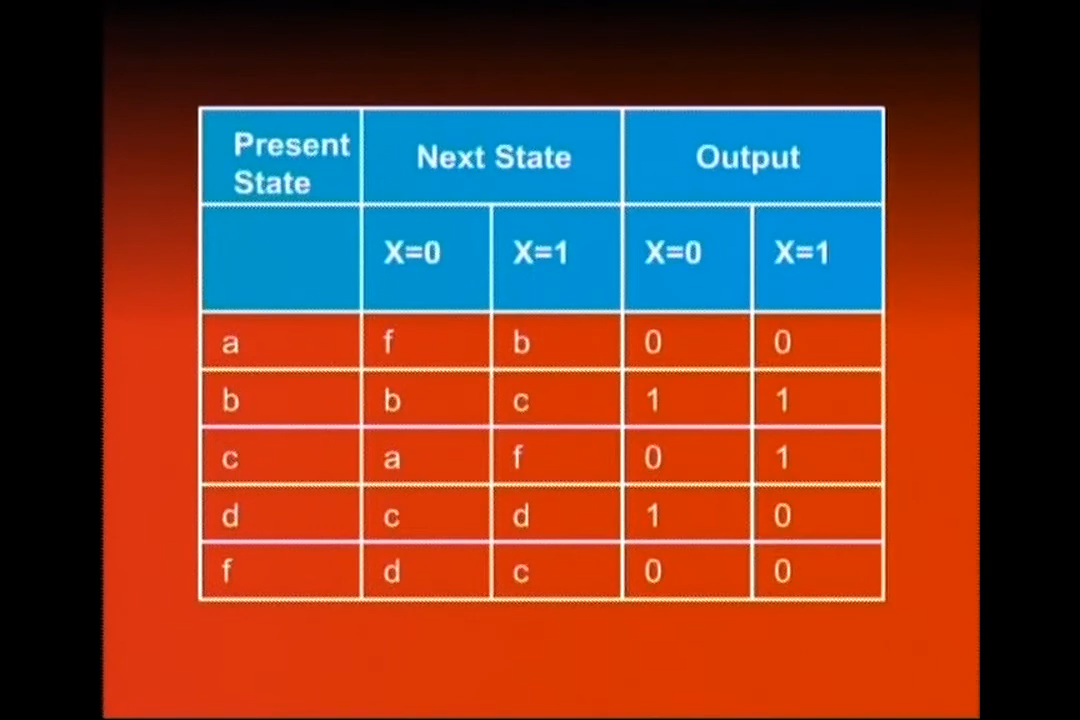 Present State Next State Output
X=0 X=1 X=0 X=1
a f b 0 0
b b c 1 1
c a f 0 1
d c d 1 0
f d c 0 0